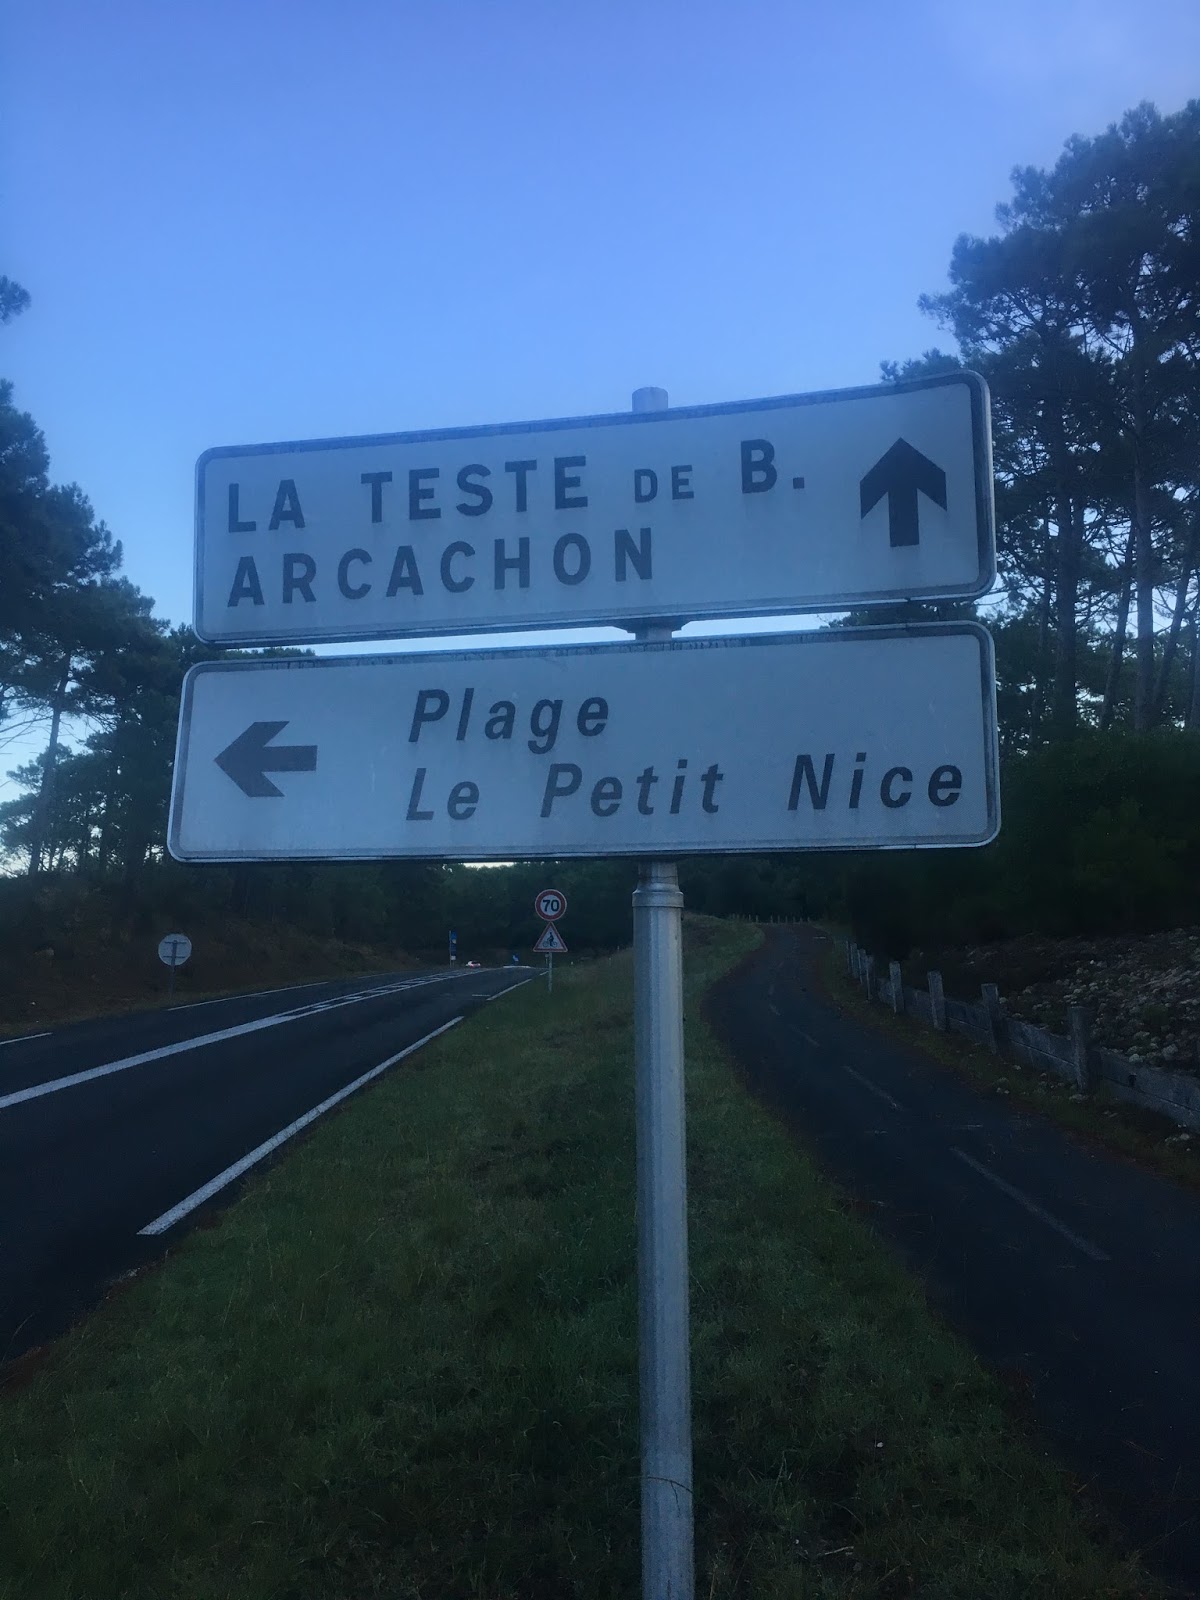 LA TESTE DE B.
ARCACHON
Plage
Le Petit Nice
70